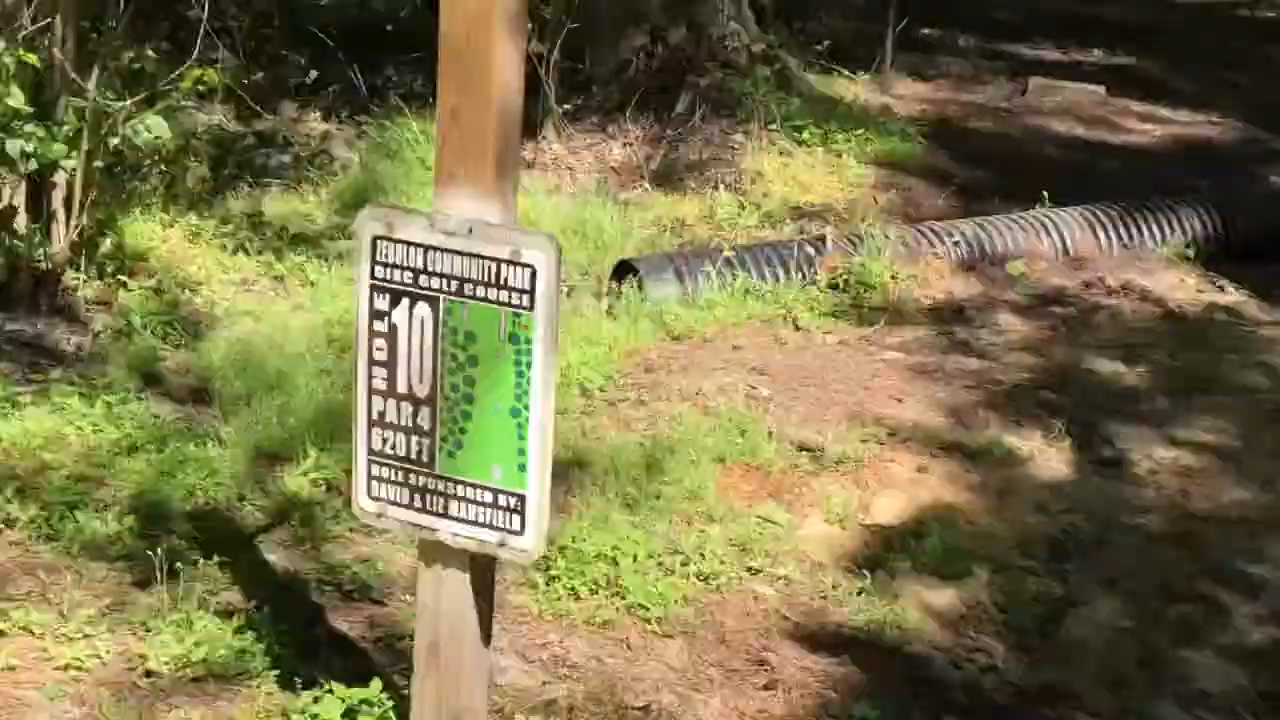 ZEBULON COMMUNITY PARK
DISC GOLF COURSE
HOLE
10
PAR 4
620 FT
HOLE SPONSORED BY:
DAVID & LIZ MANSFIELD